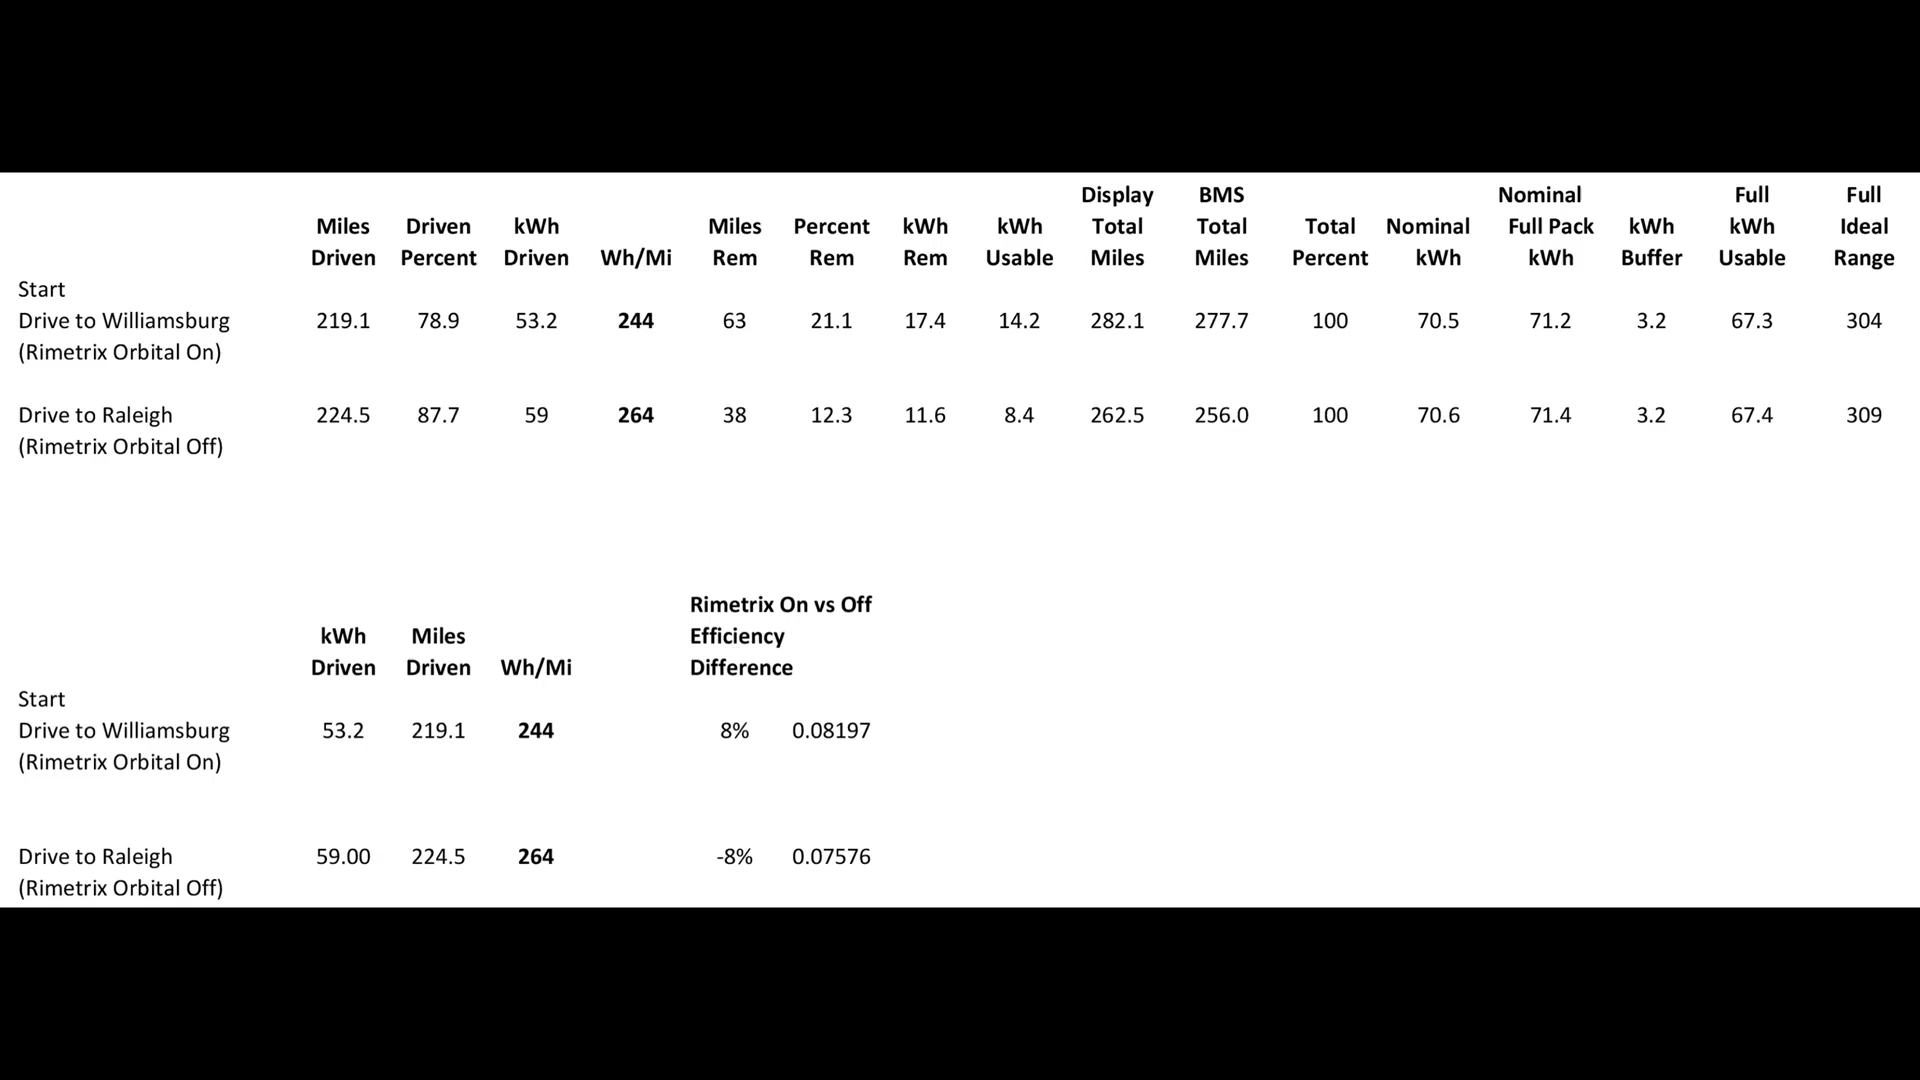 Display BMS Nominal Full Full
Miles Driven kWh Miles Percent kWh kWh Total Total Total Nominal Full Pack kWh kWh Ideal
Driven Percent Driven Wh/Mi Rem Rem Rem Usable Miles Miles Percent kWh kWh Buffer Usable Range
Start
Drive to Williamsburg 219.1 78.9 53.2 244 63 21.1 17.4 14.2 282.1 277.7 100 70.5 71.2 3.2 67.3 304
(Rimetrix Orbital On)
Drive to Raleigh 224.5 87.7 59 264 38 12.3 11.6 8.4 262.5 256.0 100 70.6 71.4 3.2 67.4 309
(Rimetrix Orbital Off)
Rimetrix On vs Off
kWh Miles Efficiency
Driven Driven Wh/Mi Difference
Start
Drive to Williamsburg 53.2 219.1 244 8% 0.08197
(Rimetrix Orbital On)
Drive to Raleigh 59.00 224.5 264 -8% 0.07576
(Rimetrix Orbital Off)